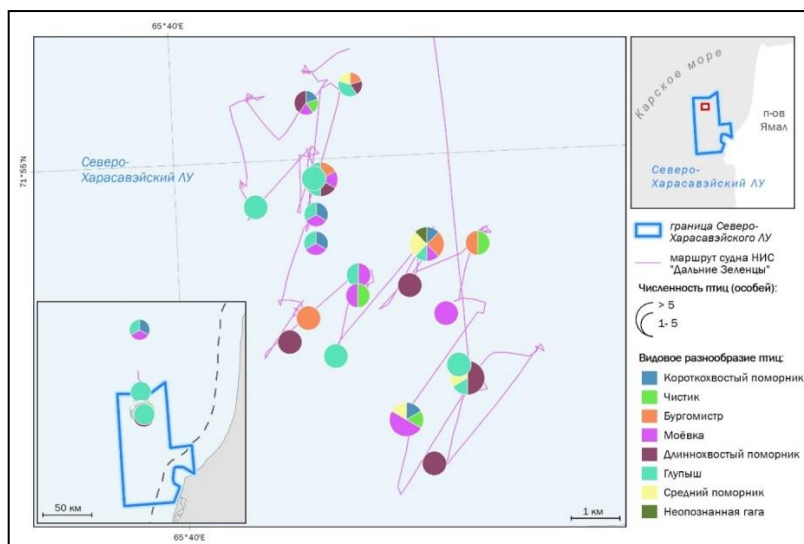 65°40'E
71°55'N
Северо-
Харасавэйский ЛУ
50 км
65°40'E
1 км
Карское море
п-ов
Ямал
Северо-
Харасавэйский ЛУ
граница Северо-
Харасавэйского ЛУ
маршрут судна НИС
"Дальние Зеленцы"
Численность птиц (особей):
> 5
1- 5
Видовое разнообразие птиц:
Короткохвостый поморник
Чистик
Бургомистр
Моёвка
Длиннохвостый поморник
Глупыш
Средний поморник
Неопознанная гага